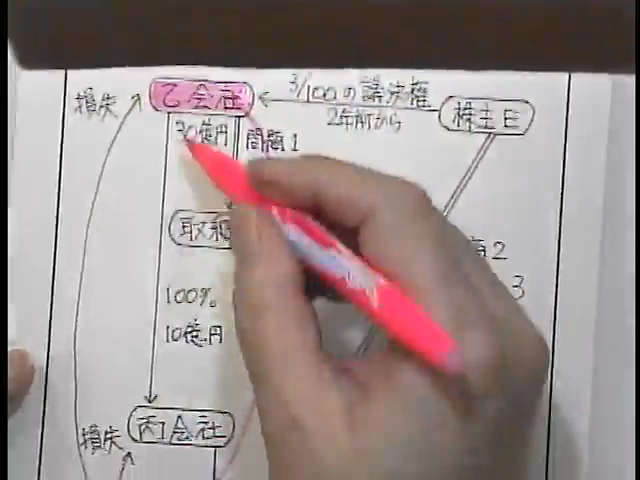 損失
乙会社
3/100の議決権
2年前から
株主E
30億円
問題1
取締
2
3
100%
10億円
損失
丙会社